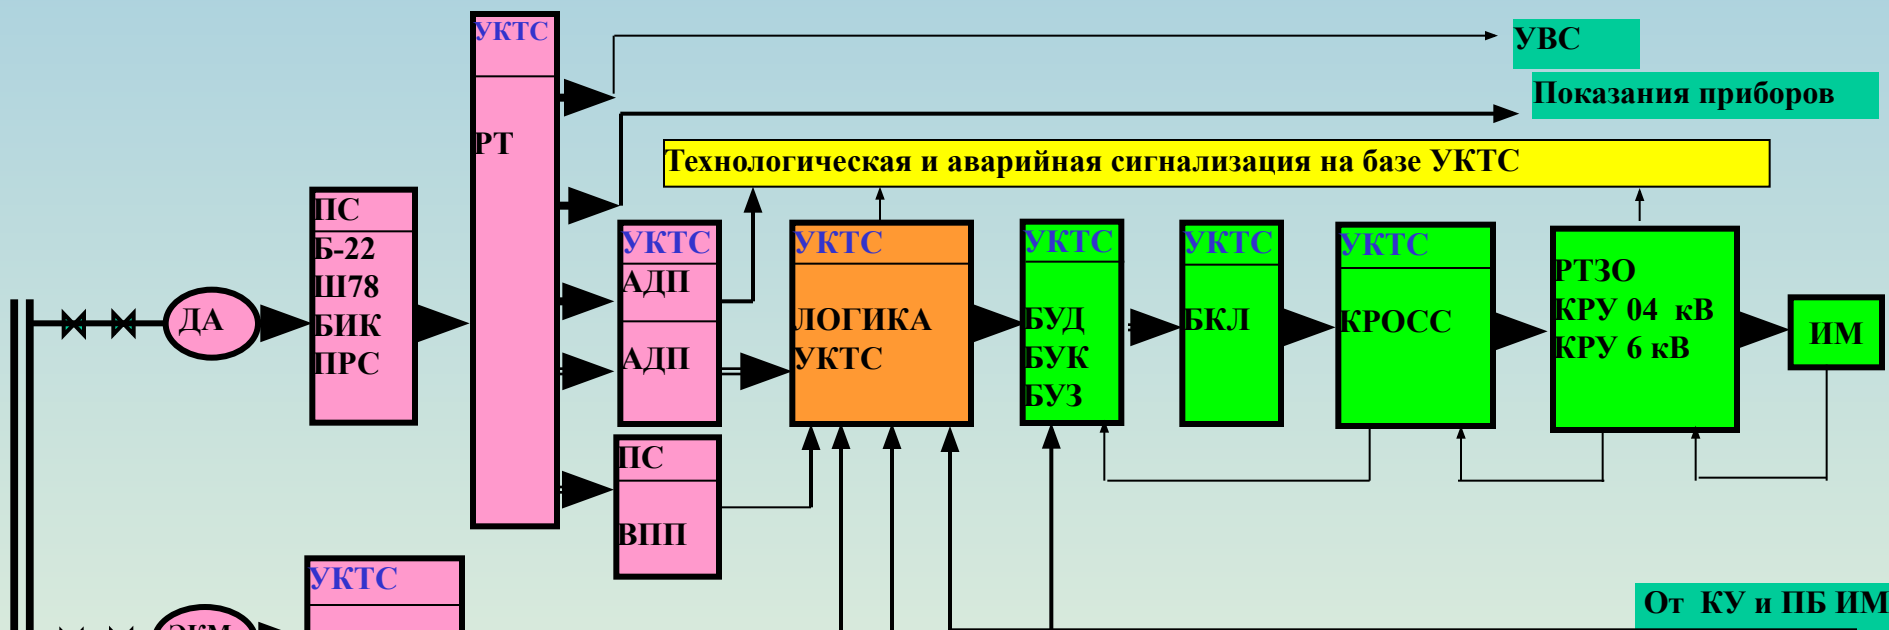 УКТС
РТ
УВС
Показания приборов
Технологическая и аварийная сигнализация на базе УКТС
ПС
Б-22
Ш78
БИК
ПРС
ДА
УКТС
АДП
АДП
УКТС
ЛОГИКА
УКТС
УКТС
БУД
БУК
БУЗ
УКТС
БКЛ
УКТС
КРОСС
РТЗО
КРУ 04 кВ
КРУ 6 кВ
ИМ
ПС
ВПП
УКТС
ЭКМ
От КУ и ПБ ИМ